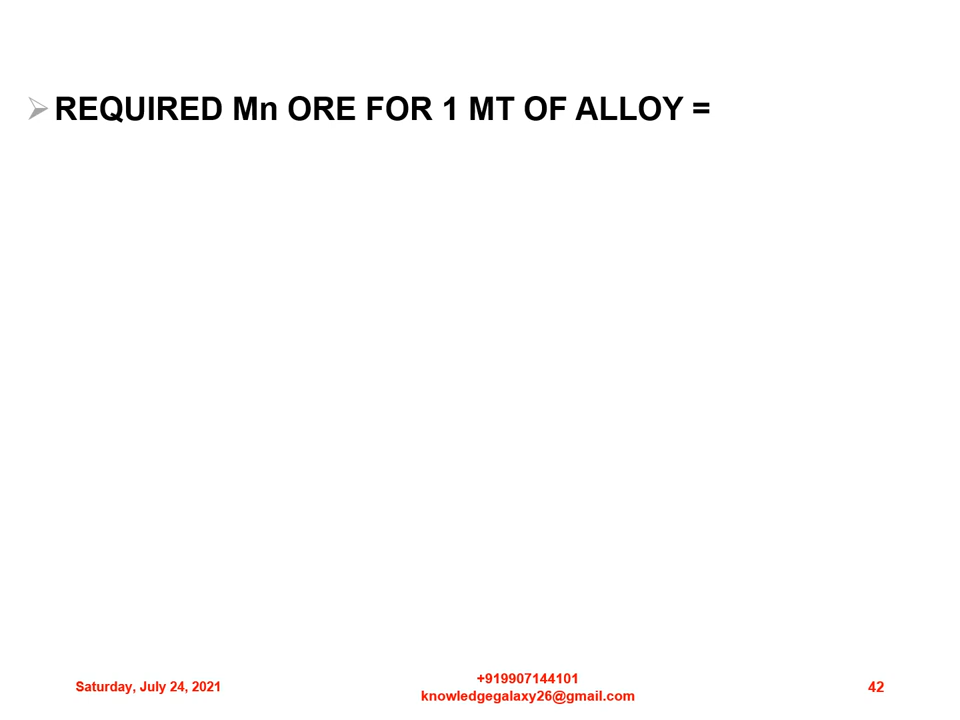 REQUIRED Mn ORE FOR 1 MT OF ALLOY =
Saturday, July 24, 2021
+919907144101
knowledgegalaxy26@gmail.com
42